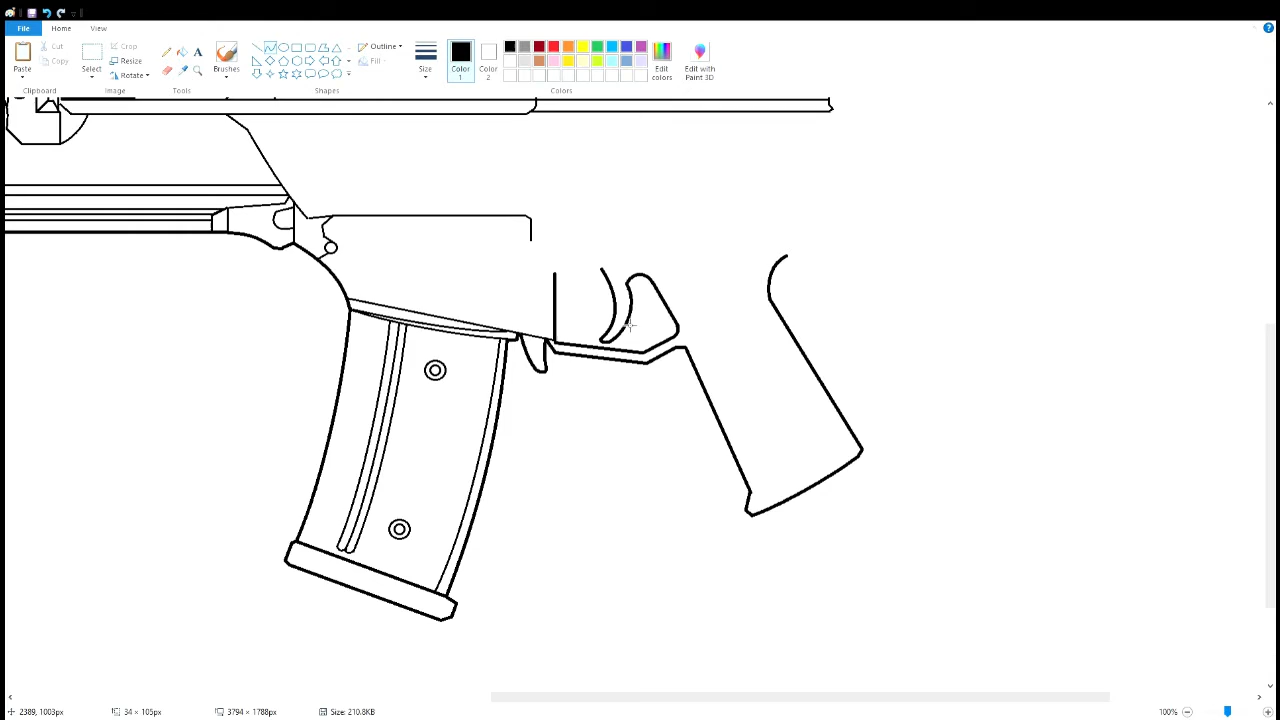 File Home View
Cut
Copy
Paste
Clipboard
Select
Crop
Resize
Rotate
Image
A
Tools
Brushes
Outline
Fill
Shapes
Size
Color 1
Color 2
Edit colors
Colors
Edit with Paint 3D
2389, 1003px 34 × 105px 3794 × 1788px Size: 210.8KB 100%